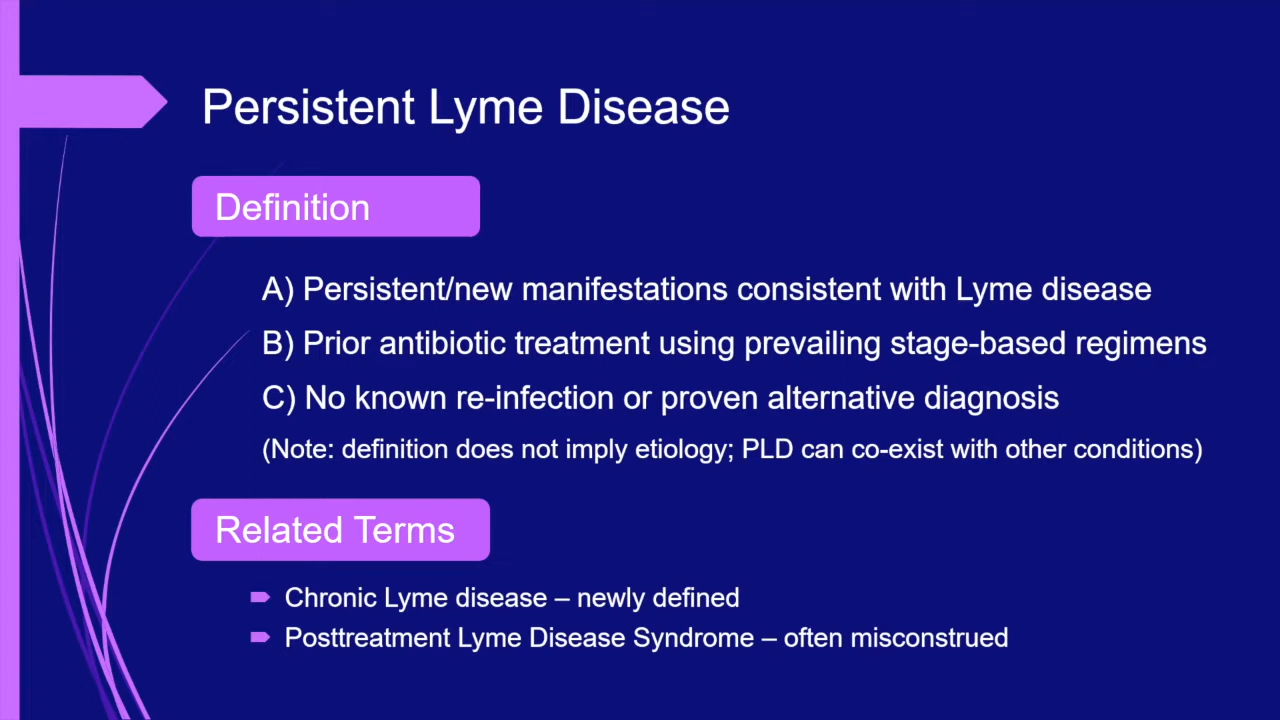 Persistent Lyme Disease
Definition
A) Persistent/new manifestations consistent with Lyme disease
B) Prior antibiotic treatment using prevailing stage-based regimens
C) No known re-infection or proven alternative diagnosis
(Note: definition does not imply etiology; PLD can co-exist with other conditions)
Related Terms
Chronic Lyme disease – newly defined
Posttreatment Lyme Disease Syndrome – often misconstrued